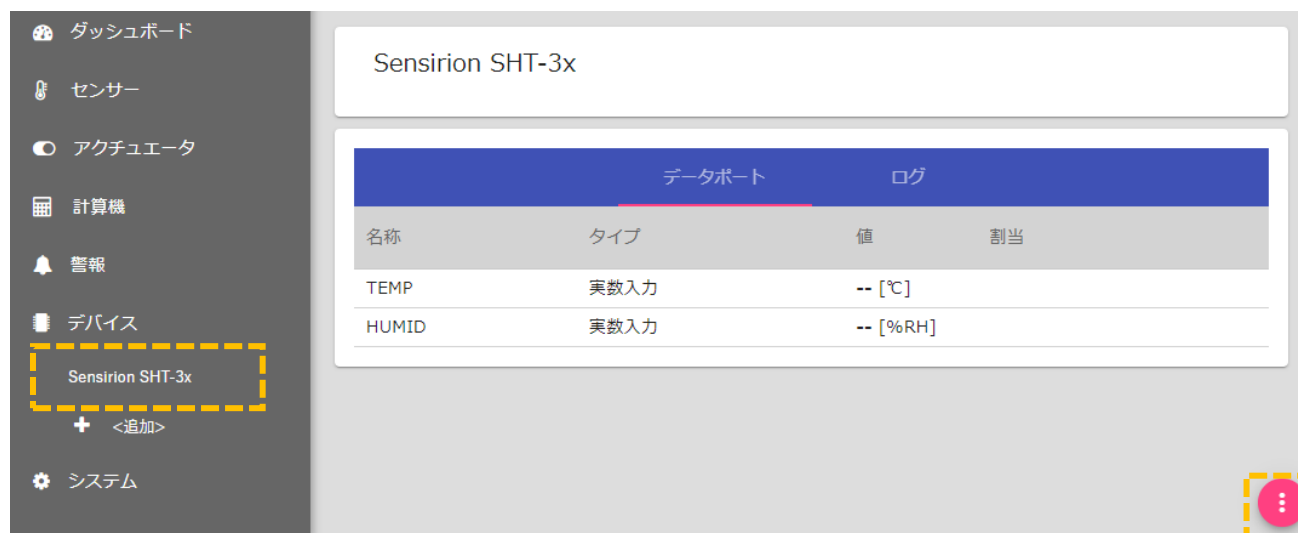 ダッシュボード
センサー
アクチュエータ
計算機
警報
デバイス
Sensirion SHT-3x
<追加>
システム
Sensirion SHT-3x
データポート ログ
名称 タイプ 値 割当
TEMP 実数入力 -- [℃]
HUMID 実数入力 -- [%RH]